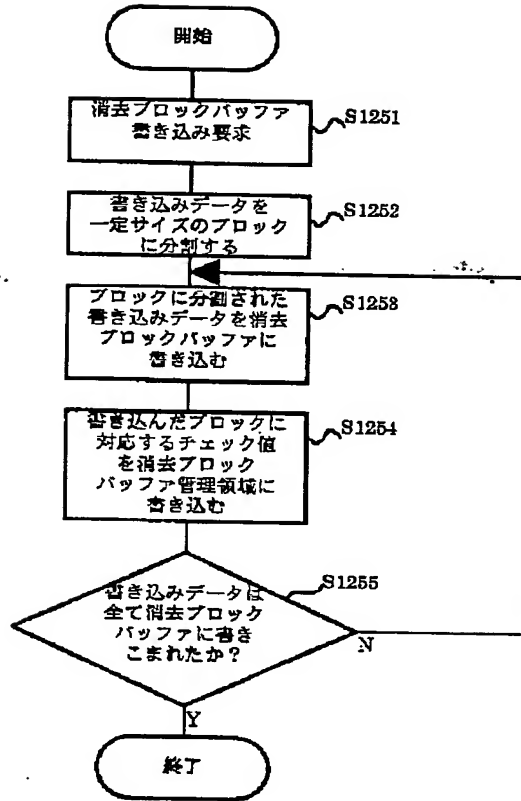 開始
消去ブロックバッファ
書き込み要求
S1251
書き込みデータを
一定サイズのブロック
に分割する
S1252
ブロックに分割された
書き込みデータを消去
ブロックバッファに
書き込む
S1253
書き込んだブロックに
対応するチェック値
を消去ブロック
バッファ管理領域に
書き込む
S1254
書き込みデータは
全て消去ブロック
バッファに書き
こまれたか?
S1255
N
Y
終了